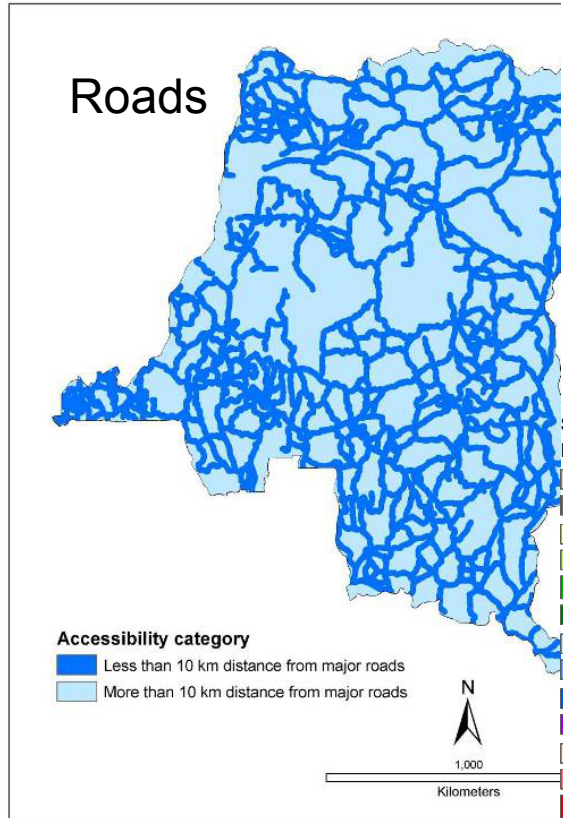 Roads
Accessibility category
Less than 10 km distance from major roads
More than 10 km distance from major roads
N
1,000
Kilometers